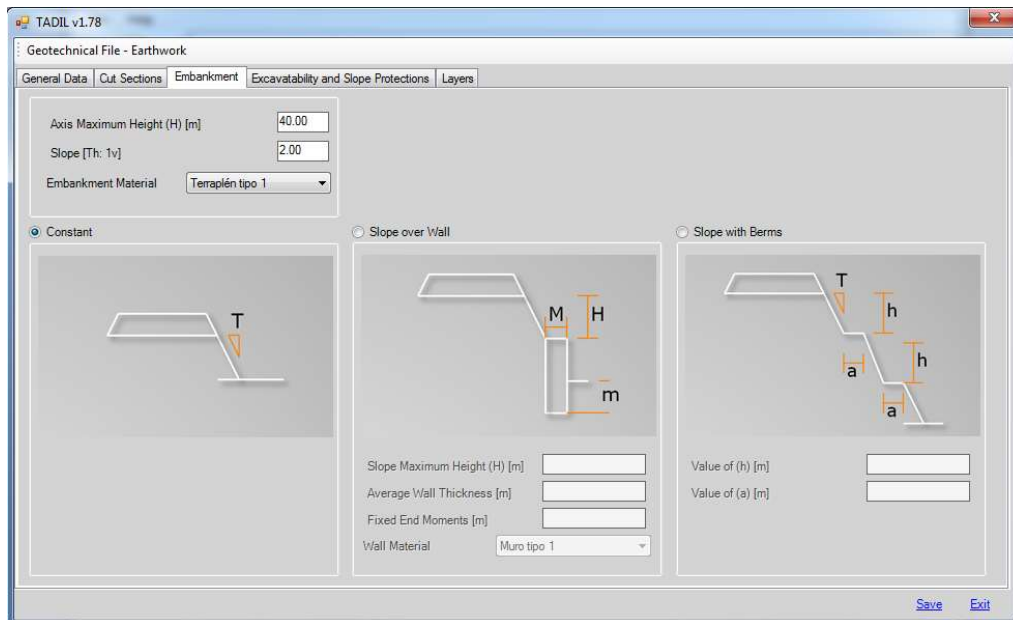 TADIL v1.78
Geotechnical File - Earthwork
General Data Cut Sections Embankment Excavatability and Slope Protections Layers
Axis Maximum Height (H) [m] 40.00
Slope [Th: 1v] 2.00
Embankment Material Terraplén tipo 1
Constant Slope over Wall Slope with Berms
T
M H
m
T
h
h
a
a
Slope Maximum Height (H) [m]
Average Wall Thickness [m]
Fixed End Moments [m]
Wall Material Muro tipo 1
Value of (h) [m]
Value of (a) [m]
Save Exit